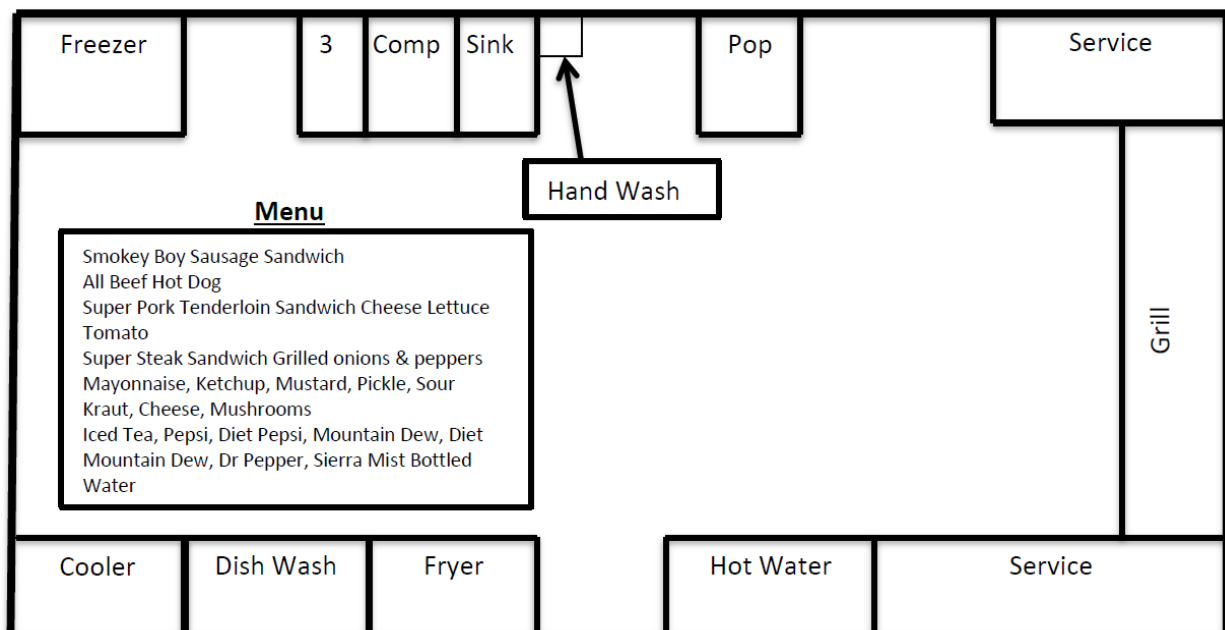 Freezer
3 Comp Sink
Pop
Service
Hand Wash
Menu
Smokey Boy Sausage Sandwich
All Beef Hot Dog
Super Pork Tenderloin Sandwich Cheese Lettuce
Tomato
Super Steak Sandwich Grilled onions & peppers
Mayonnaise, Ketchup, Mustard, Pickle, Sour
Kraut, Cheese, Mushrooms
Iced Tea, Pepsi, Diet Pepsi, Mountain Dew, Diet
Mountain Dew, Dr Pepper, Sierra Mist Bottled
Water
Grill
Cooler
Dish Wash
Fryer
Hot Water
Service